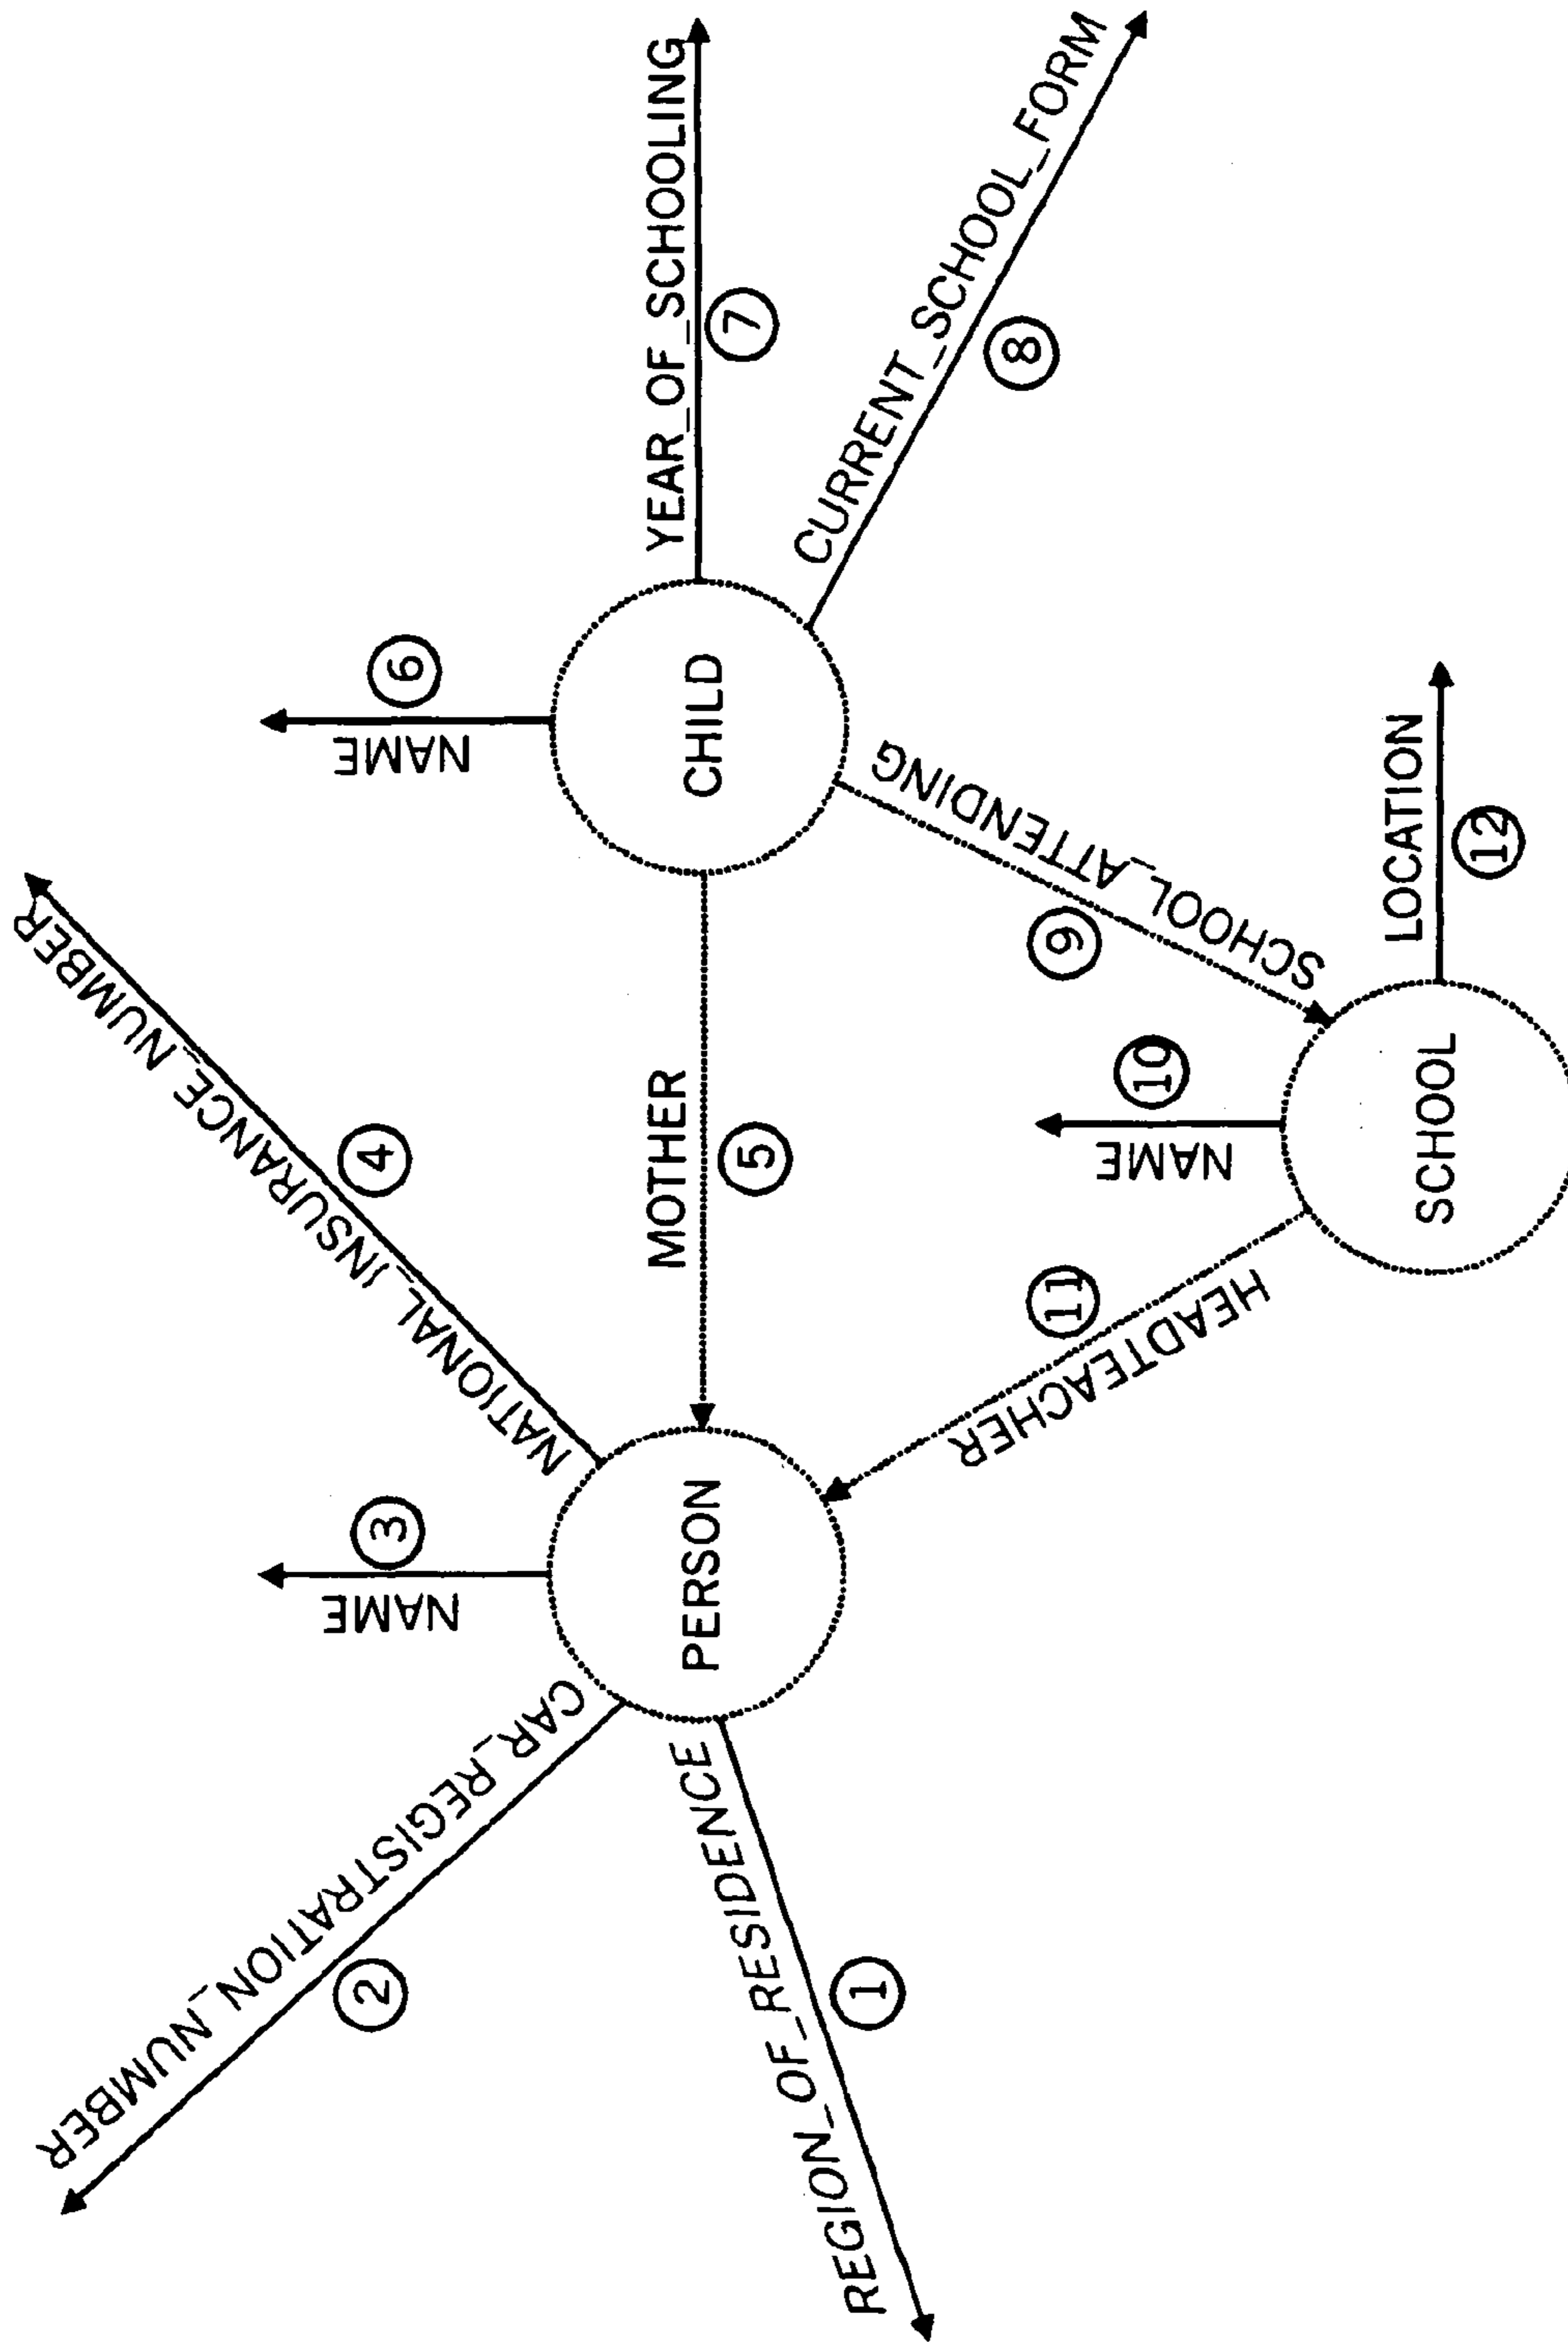 REGION_OF_RESIDENCE
1
CAR_REGISTRATION_NUMBER
2
NAME
3
NATIONAL_INSURANCE_NUMBER
4
PERSON
MOTHER
5
NAME
6
CHILD
YEAR_OF_SCHOOLING
7
CURRENT_SCHOOL_FORM
8
SCHOOL_ATTENDING
9
NAME
10
HEADTEACHER
11
SCHOOL
LOCATION
12